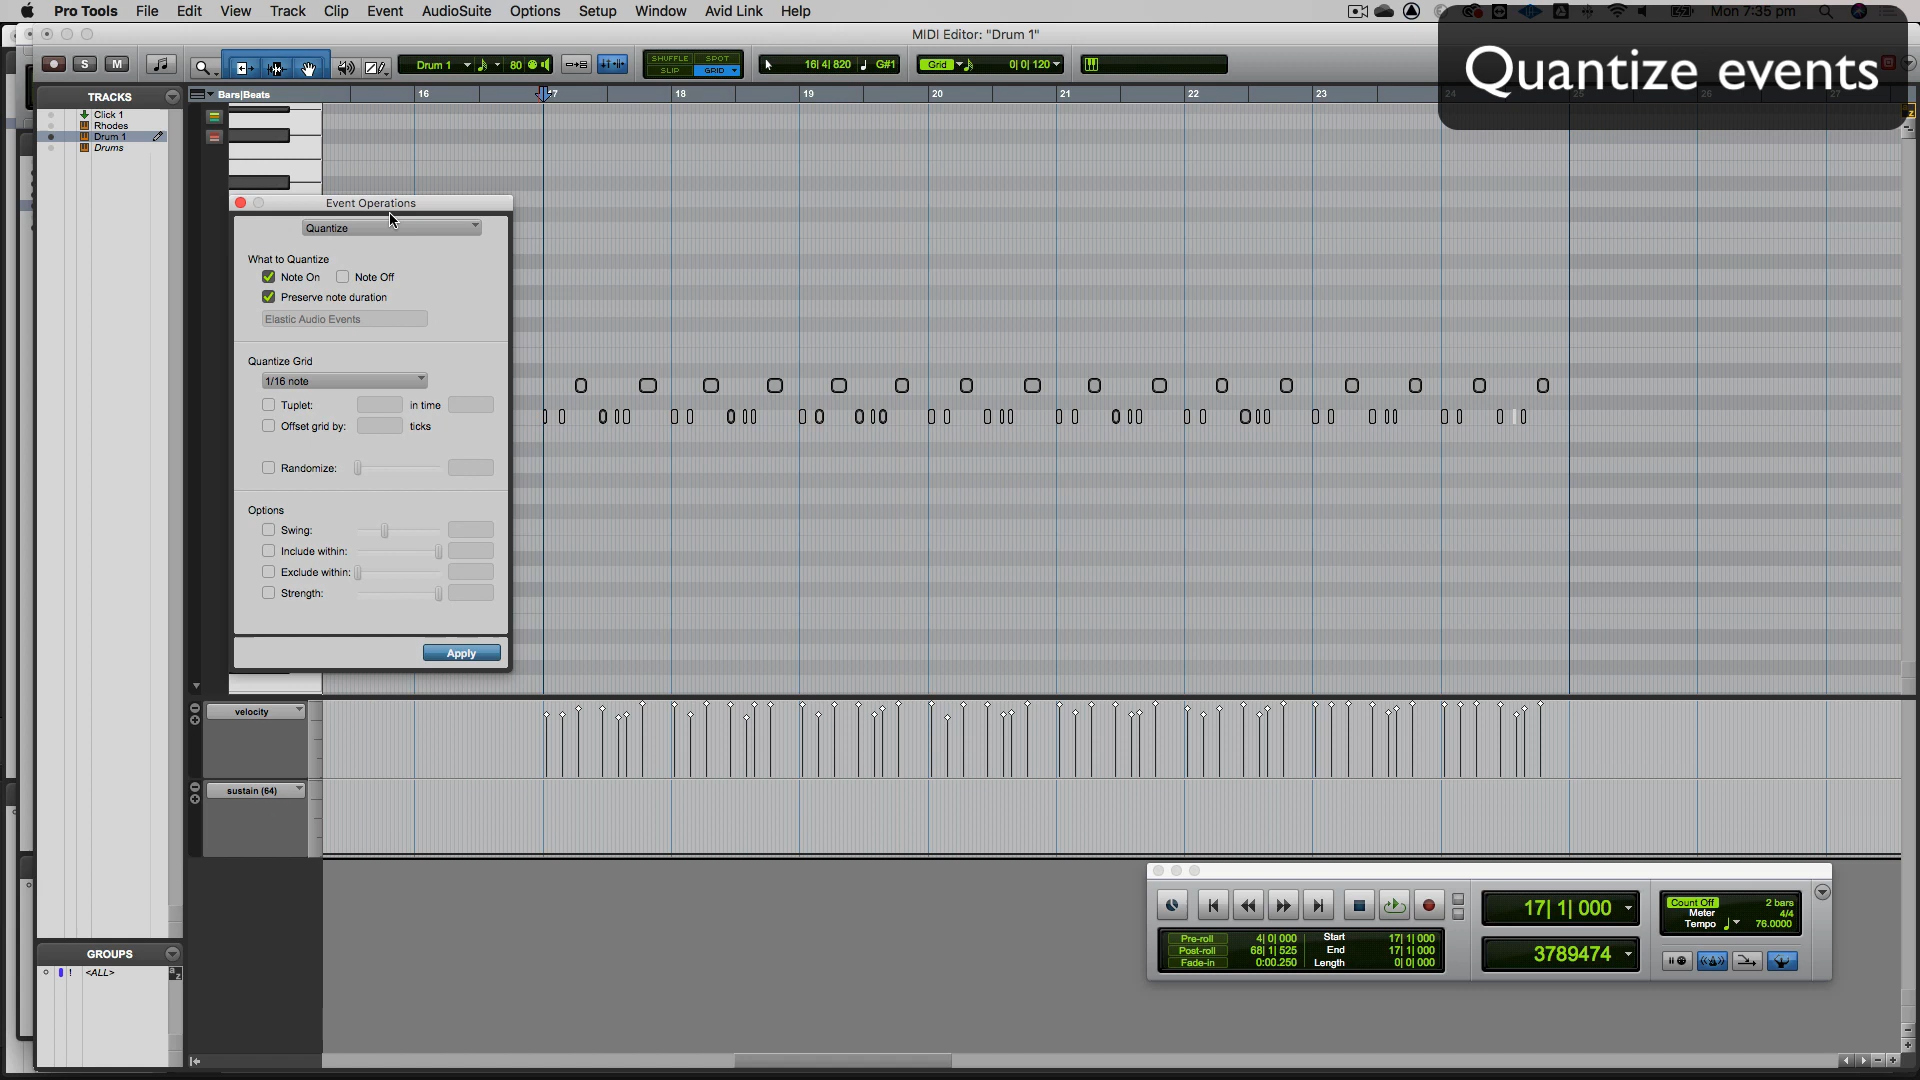 Pro Tools File Edit View Track Clip Event AudioSuite Options Setup Window Avid Link Help
Mon 7:35 pm
MIDI Editor: "Drum 1"
Quantize events
S M
Drum 1 80
SHUFFLE SPOT
SLIP GRID
16| 4| 820 G#1
Grid 0| 0| 120
TRACKS
Bars|Beats
16 17 18 19 20 21 22 23 24 25 26 27
Click 1
Rhodes
Drum 1
Drums
Event Operations
Quantize
What to Quantize
Note On Note Off
Preserve note duration
Elastic Audio Events
Quantize Grid
1/16 note
Tuplet: in time
Offset grid by: ticks
Randomize:
Options
Swing:
Include within:
Exclude within:
Strength:
Apply
velocity
sustain (64)
GROUPS
! <ALL>
a z
Pre-roll 4| 0| 000 Start 17| 1| 000
Post-roll 68| 1| 525 End 17| 1| 000
Fade-in 0:00.250 Length 0| 0| 000
17| 1| 000
3789474
Count Off 2 bars
Meter 4/4
Tempo 76.0000